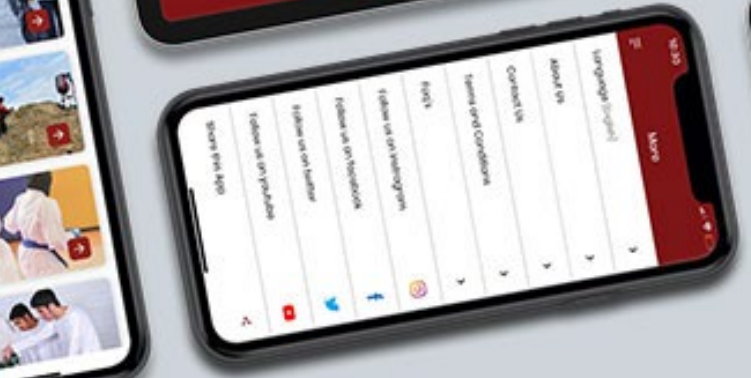 10:30
More
Language (English)
About Us
Contact Us
Terms and Conditions
FAQ's
Follow us on Instagram
Follow us on facebook
Follow us on twitter
Follow us on youtube
Share this App